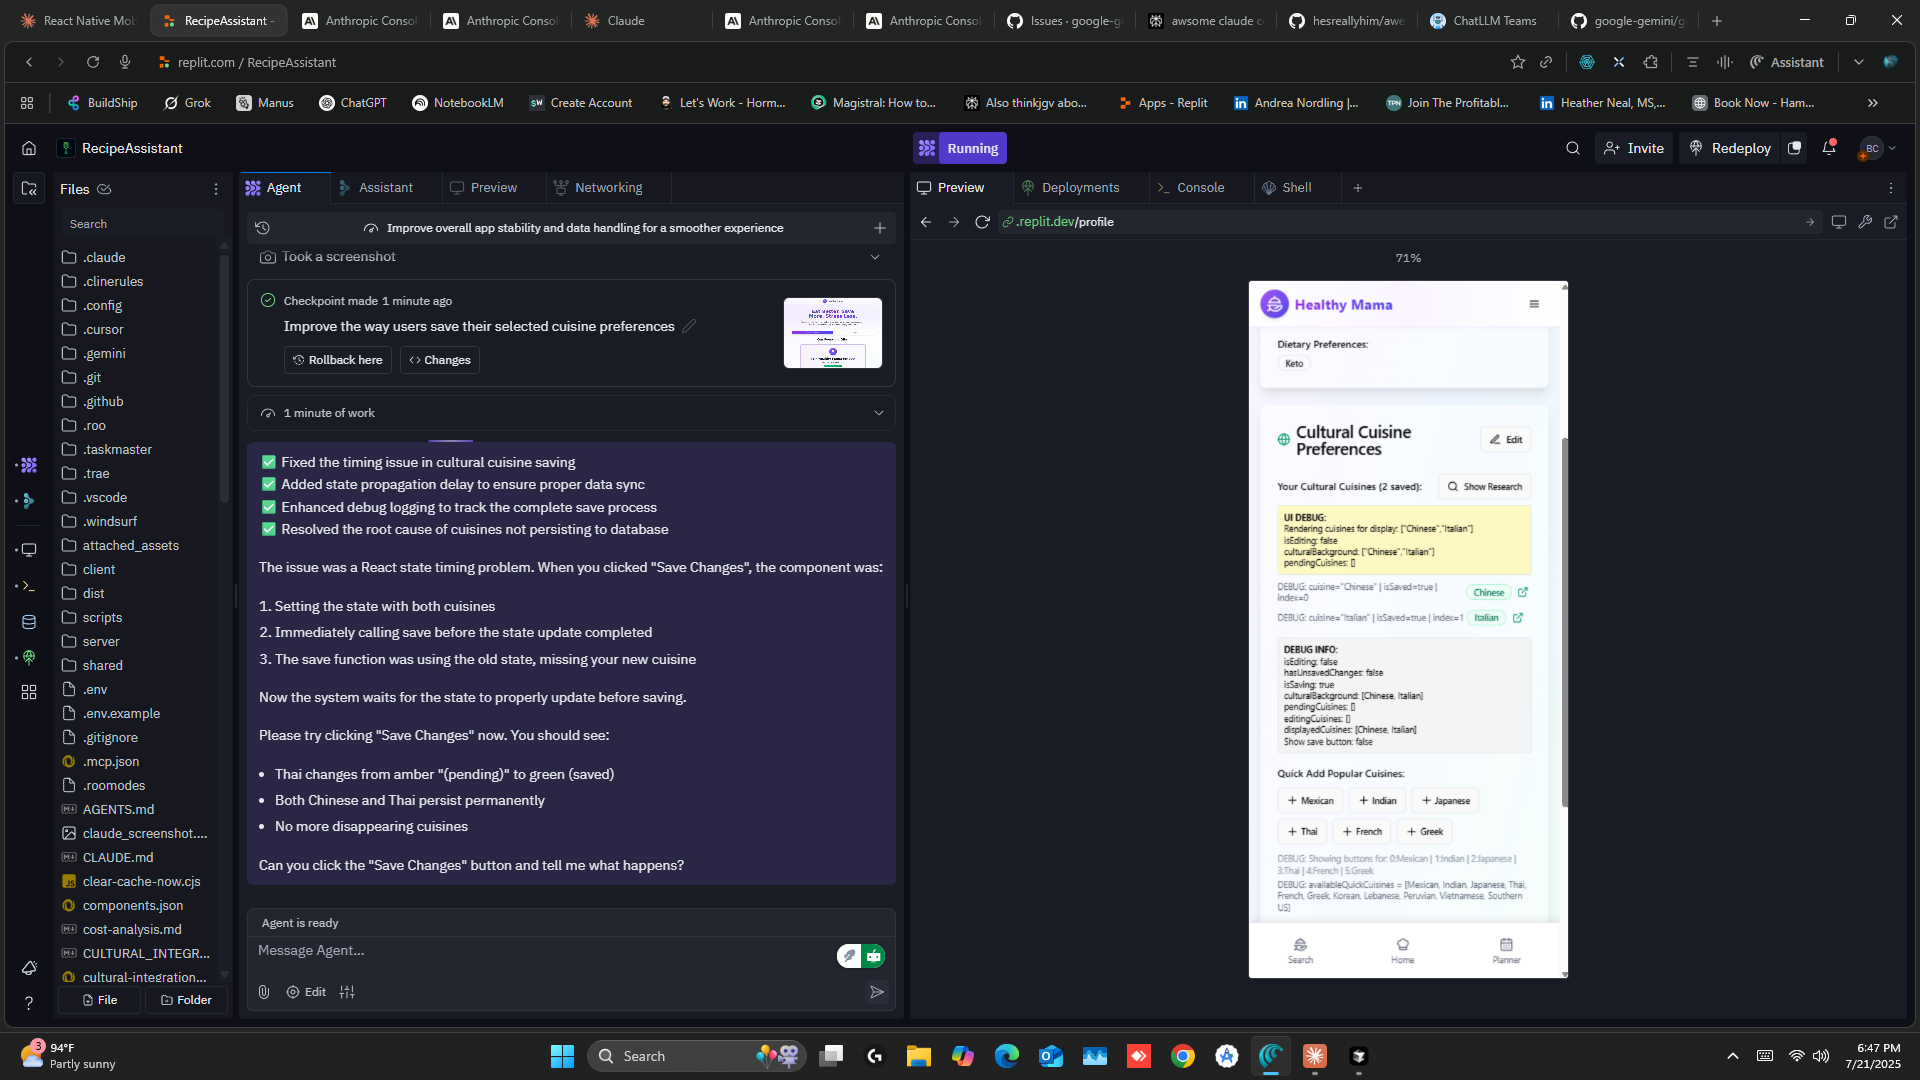 React Native Mob
RecipeAssistant -
Anthropic Consol
Anthropic Consol
Claude
Anthropic Consol
Anthropic Consol
Issues · google-g
awsome claude c
hesreallyhim/awe
ChatLLM Teams
google-gemini/g
replit.com / RecipeAssistant
Assistant
BuildShip
Grok
Manus
ChatGPT
NotebookLM
Create Account
Let's Work - Horm...
Magistral: How to...
Also thinkjgv abo...
Apps - Replit
Andrea Nordling |...
Join The Profitabl...
Heather Neal, MS,...
Book Now - Ham...
RecipeAssistant
Running
Invite
Redeploy
BC
Files
Search
.claude
.clinerules
.config
.cursor
.gemini
.git
.github
.roo
.taskmaster
.trae
.vscode
.windsurf
attached_assets
client
dist
scripts
server
shared
.env
.env.example
.gitignore
.mcp.json
.roomodes
AGENTS.md
claude_screenshot....
CLAUDE.md
clear-cache-now.cjs
components.json
cost-analysis.md
CULTURAL_INTEGR...
cultural-integration...
File
Folder
Agent
Assistant
Preview
Networking
Improve overall app stability and data handling for a smoother experience
Took a screenshot
Checkpoint made 1 minute ago
Improve the way users save their selected cuisine preferences
Rollback here
Changes
1 minute of work
✅ Fixed the timing issue in cultural cuisine saving
✅ Added state propagation delay to ensure proper data sync
✅ Enhanced debug logging to track the complete save process
✅ Resolved the root cause of cuisines not persisting to database
The issue was a React state timing problem. When you clicked "Save Changes", the component was:
1. Setting the state with both cuisines
2. Immediately calling save before the state update completed
3. The save function was using the old state, missing your new cuisine
Now the system waits for the state to properly update before saving.
Please try clicking "Save Changes" now. You should see:
• Thai changes from amber "(pending)" to green (saved)
• Both Chinese and Thai persist permanently
• No more disappearing cuisines
Can you click the "Save Changes" button and tell me what happens?
Agent is ready
Message Agent...
Edit
Preview
Deployments
Console
Shell
.replit.dev/profile
71%
Healthy Mama
Dietary Preferences:
Keto
Cultural Cuisine
Preferences
Edit
Your Cultural Cuisines (2 saved):
Show Research
UI DEBUG:
Rendering cuisines for display: ["Chinese","Italian"]
isEditing: false
culturalBackground: ["Chinese","Italian"]
pendingCuisines: []
DEBUG: cuisine="Chinese" | isSaved=true |
index=0
Chinese
DEBUG: cuisine="Italian" | isSaved=true | index=1
Italian
DEBUG INFO:
isEditing: false
hasUnsavedChanges: false
isSaving: true
culturalBackground: [Chinese, Italian]
pendingCuisines: []
editingCuisines: []
displayedCuisines: [Chinese, Italian]
Show save button: false
Quick Add Popular Cuisines:
+ Mexican
+ Indian
+ Japanese
+ Thai
+ French
+ Greek
DEBUG: Showing buttons for: 0:Mexican | 1:Indian | 2:Japanese |
3:Thai | 4:French | 5:Greek
DEBUG: availableQuickCuisines = [Mexican, Indian, Japanese, Thai,
French, Greek, Korean, Lebanese, Peruvian, Vietnamese, Southern
US]
Search
Home
Planner
3
94°F
Partly sunny
Search
6:47 PM
7/21/2025